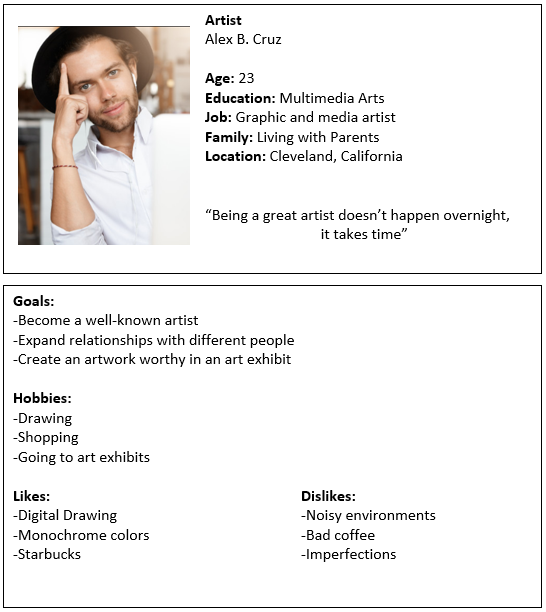 Artist
Alex B. Cruz
Age: 23
Education: Multimedia Arts
Job: Graphic and media artist
Family: Living with Parents
Location: Cleveland, California
“Being a great artist doesn’t happen overnight,
it takes time”
Goals:
-Become a well-known artist
-Expand relationships with different people
-Create an artwork worthy in an art exhibit
Hobbies:
-Drawing
-Shopping
-Going to art exhibits
Likes:
-Digital Drawing
-Monochrome colors
-Starbucks
Dislikes:
-Noisy environments
-Bad coffee
-Imperfections